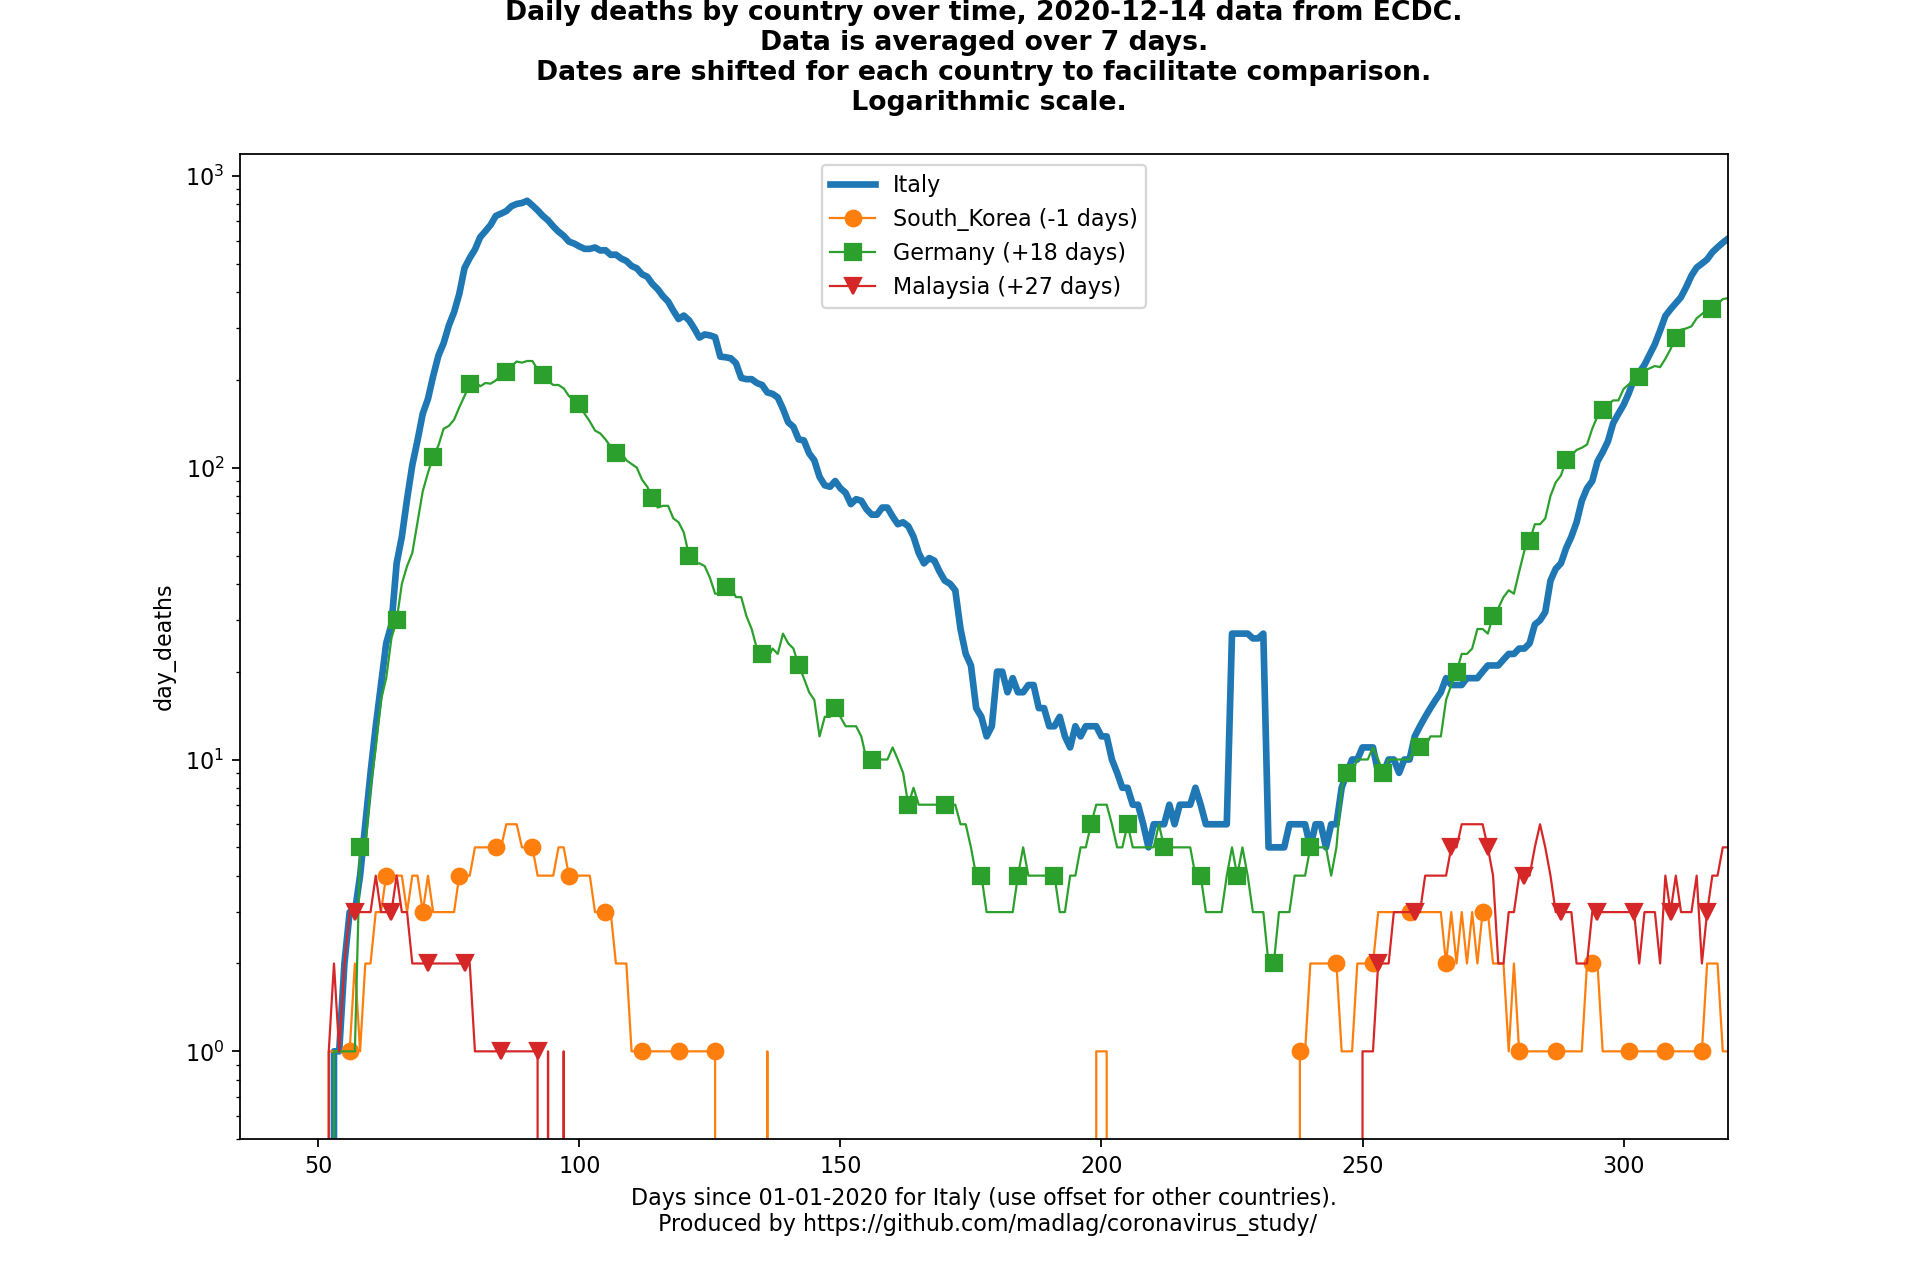 Daily deaths by country over time, 2020-12-14 data from ECDC.
Data is averaged over 7 days.
Dates are shifted for each country to facilitate comparison.
Logarithmic scale.
Italy
South_Korea (-1 days)
Germany (+18 days)
Malaysia (+27 days)
10³
10²
10¹
10⁰
day_deaths
50 100 150 200 250 300
Days since 01-01-2020 for Italy (use offset for other countries).
Produced by https://github.com/madlag/coronavirus_study/